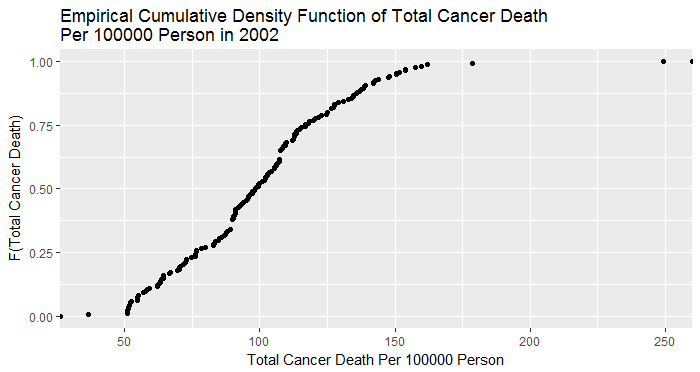 Empirical Cumulative Density Function of Total Cancer Death
Per 100000 Person in 2002
F(Total Cancer Death)
1.00
0.75
0.50
0.25
0.00
50
100
150
200
250
Total Cancer Death Per 100000 Person